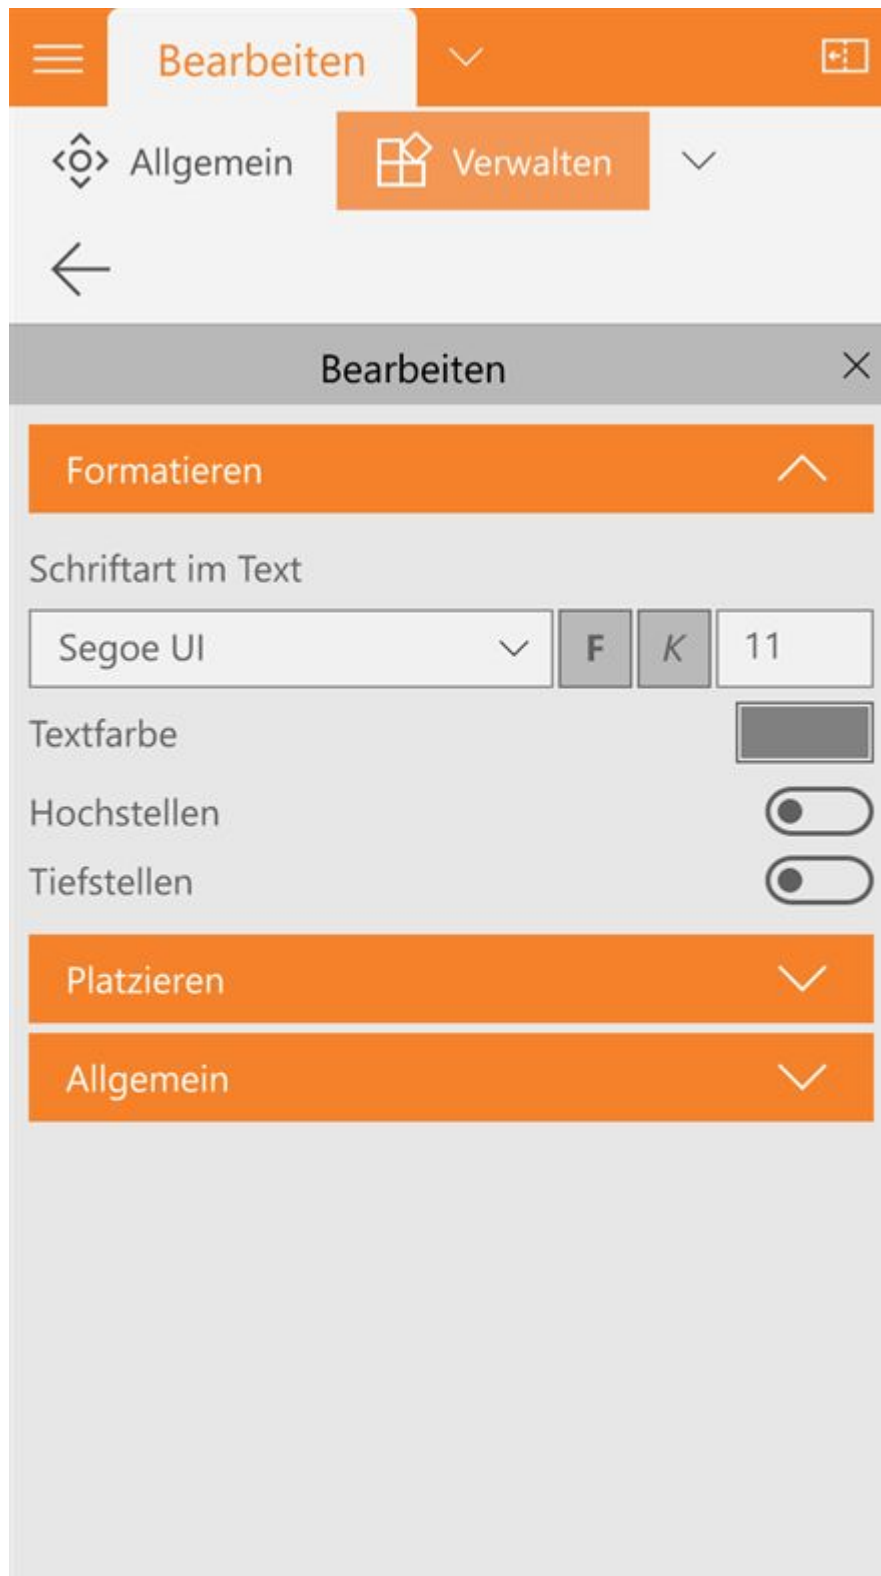 Bearbeiten
Allgemein Verwalten
Bearbeiten
Formatieren
Schriftart im Text
Segoe UI F K 11
Textfarbe
Hochstellen
Tiefstellen
Platzieren
Allgemein